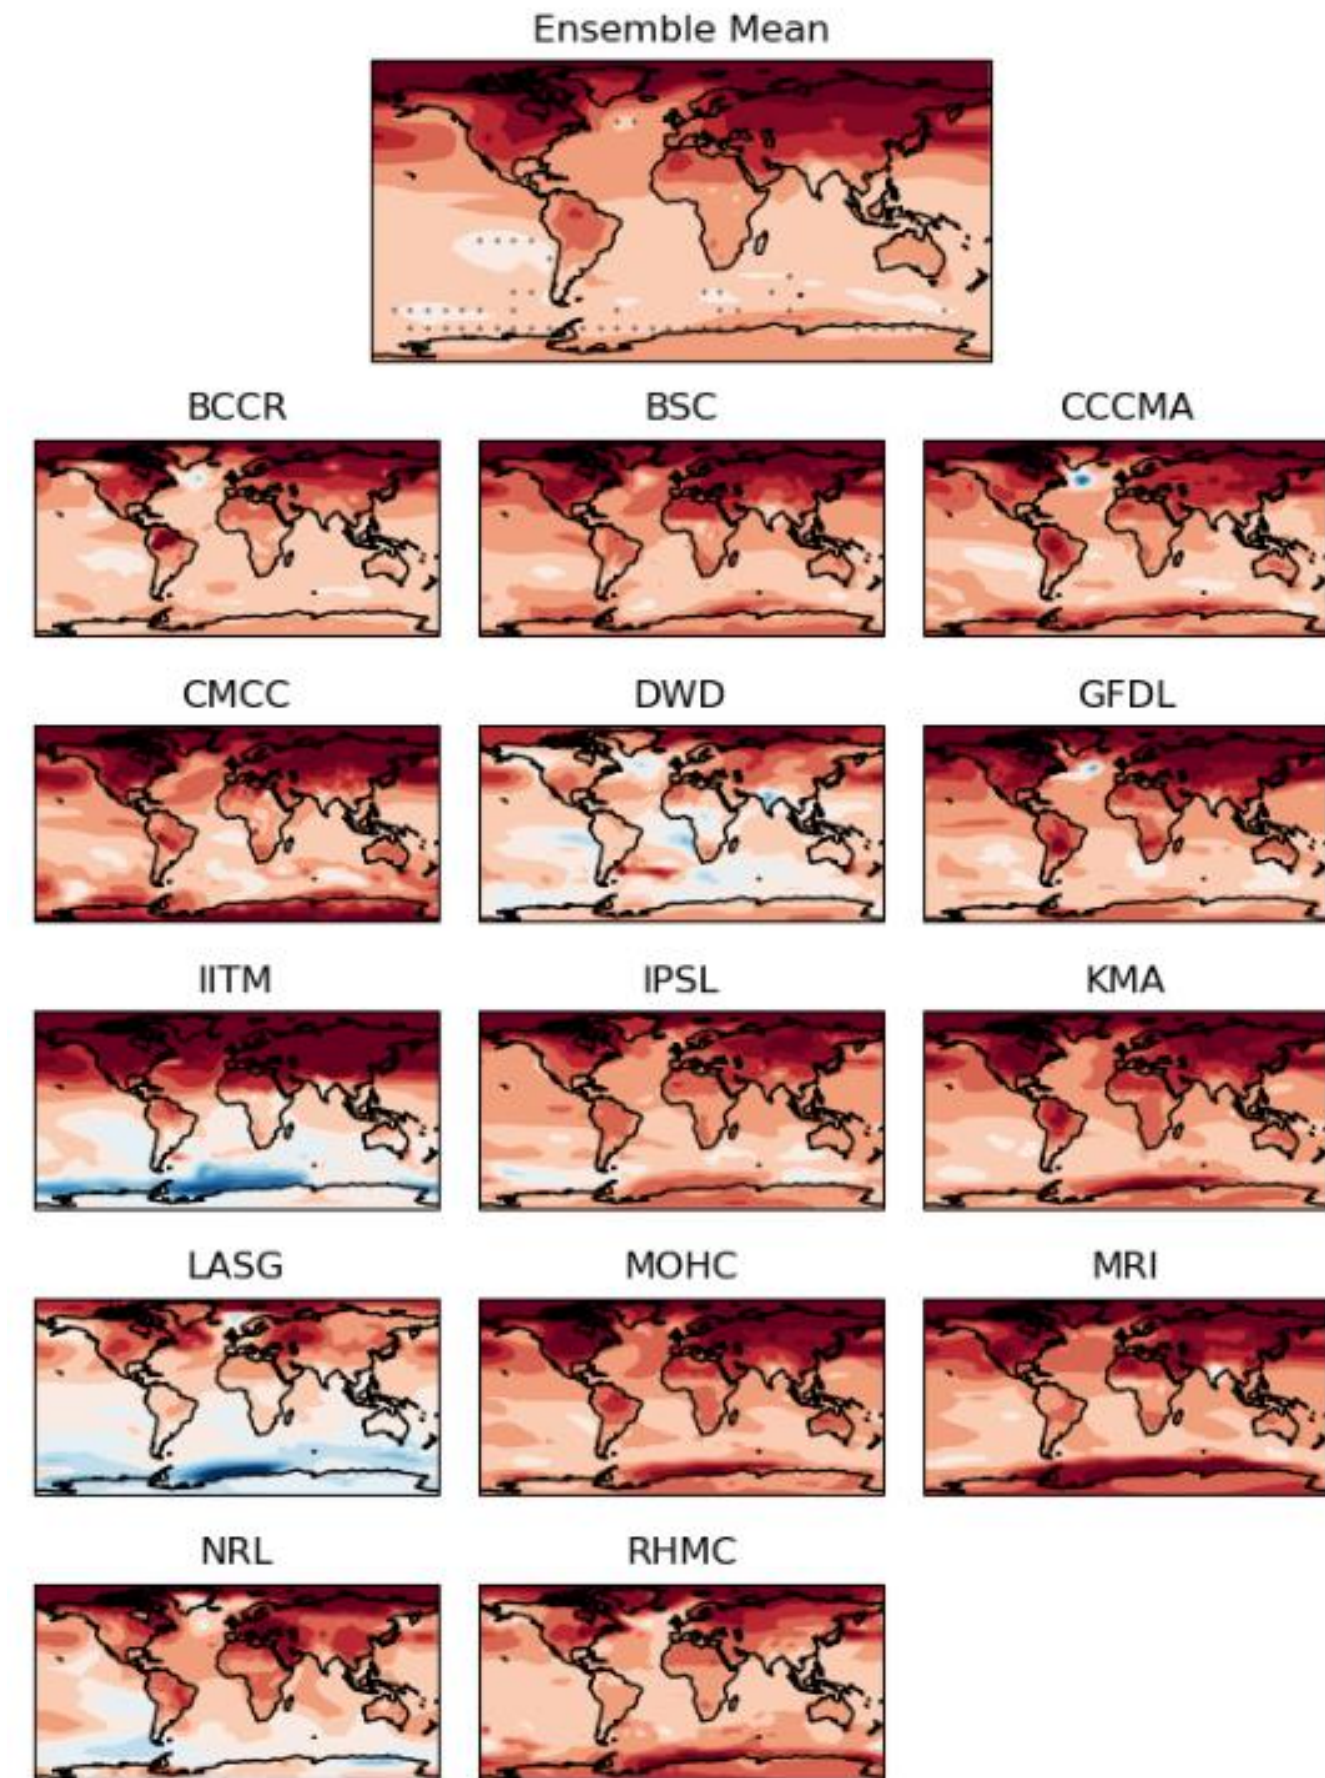 Ensemble Mean
BCCR BSC CCCMA
CMCC DWD GFDL
IITM IPSL KMA
LASG MOHC MRI
NRL RHMC